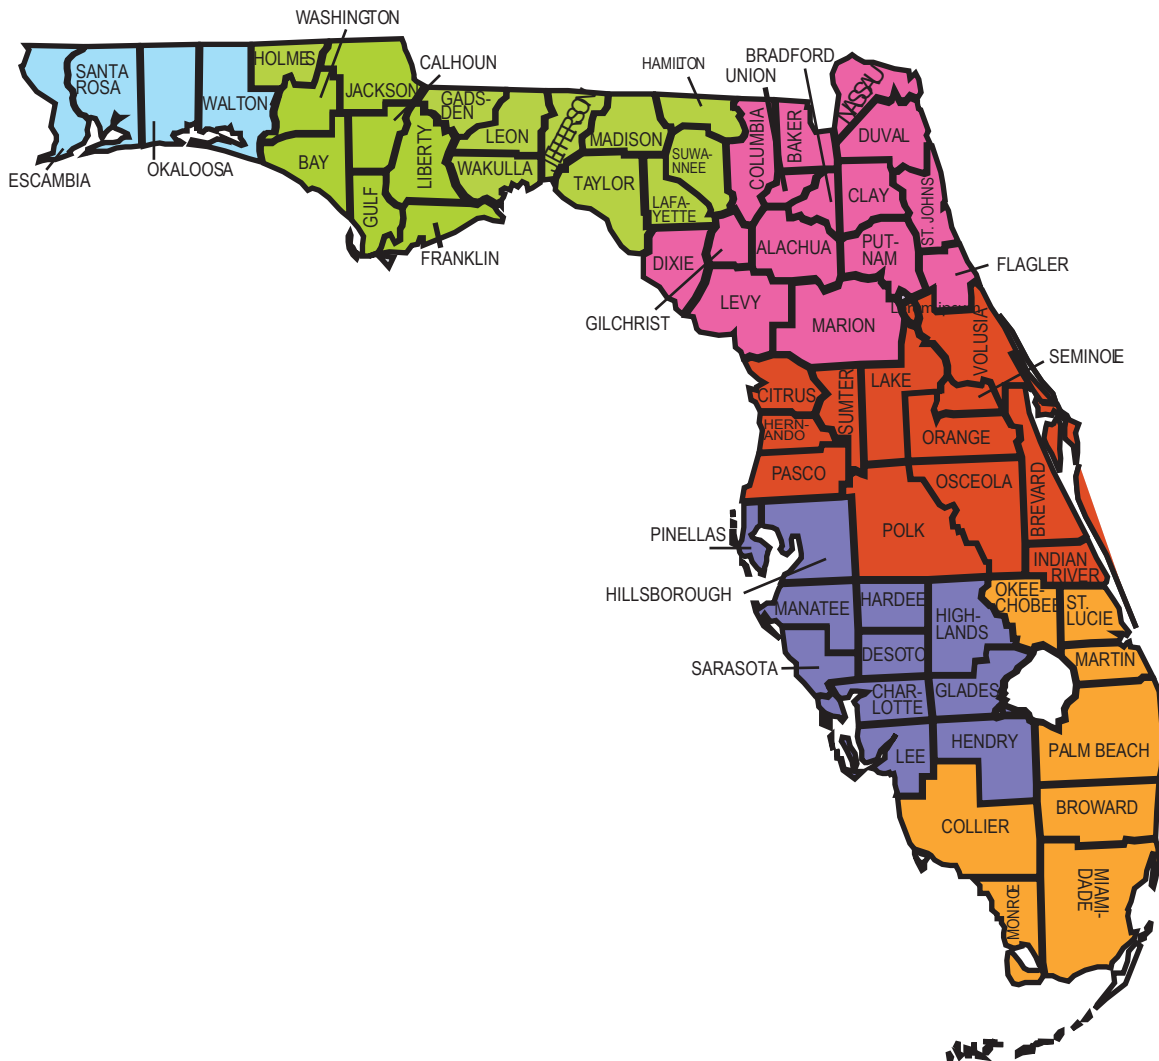 WASHINGTON
HOLMES
SANTA
ROSA
WALTON
JACKSON
CALHOUN
HAMILTON
BRADFORD
UNION
NASSAU
GADS-
DEN
LEON
JEFFERSON
MADISON
COLUMBIA
BAKER
DUVAL
ESCAMBIA
OKALOOSA
BAY
GULF
LIBERTY
WAKULLA
TAYLOR
SUWA-
NNEE
LAFA-
YETTE
CLAY
ST. JOHNS
FRANKLIN
DIXIE
ALACHUA
PUT-
NAM
FLAGLER
GILCHRIST
LEVY
MARION
VOLUSIA
SEMINOLE
CITRUS
SUMTER
LAKE
HERN-
ANDO
ORANGE
PASCO
OSCEOLA
BREVARD
PINELLAS
POLK
INDIAN
RIVER
HILLSBOROUGH
MANATEE
HARDEE
HIGH-
LANDS
OKEE-
CHOBEE
ST.
LUCIE
SARASOTA
DESOTO
MARTIN
CHAR-
LOTTE
GLADES
LEE
HENDRY
PALM BEACH
COLLIER
BROWARD
MONROE
MIAMI-
DADE